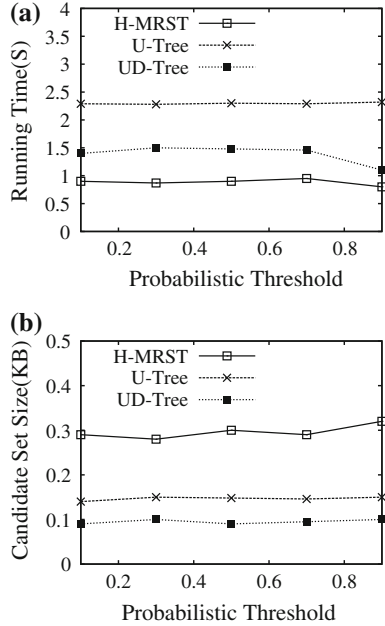 (a)
H-MRST
U-Tree
UD-Tree
4
3.5
3
2.5
2
1.5
1
0.5
0
Running Time(S)
0.2 0.4 0.6 0.8
Probabilistic Threshold
(b)
H-MRST
U-Tree
UD-Tree
0.5
0.4
0.3
0.2
0.1
0
Candidate Set Size(KB)
0.2 0.4 0.6 0.8
Probabilistic Threshold